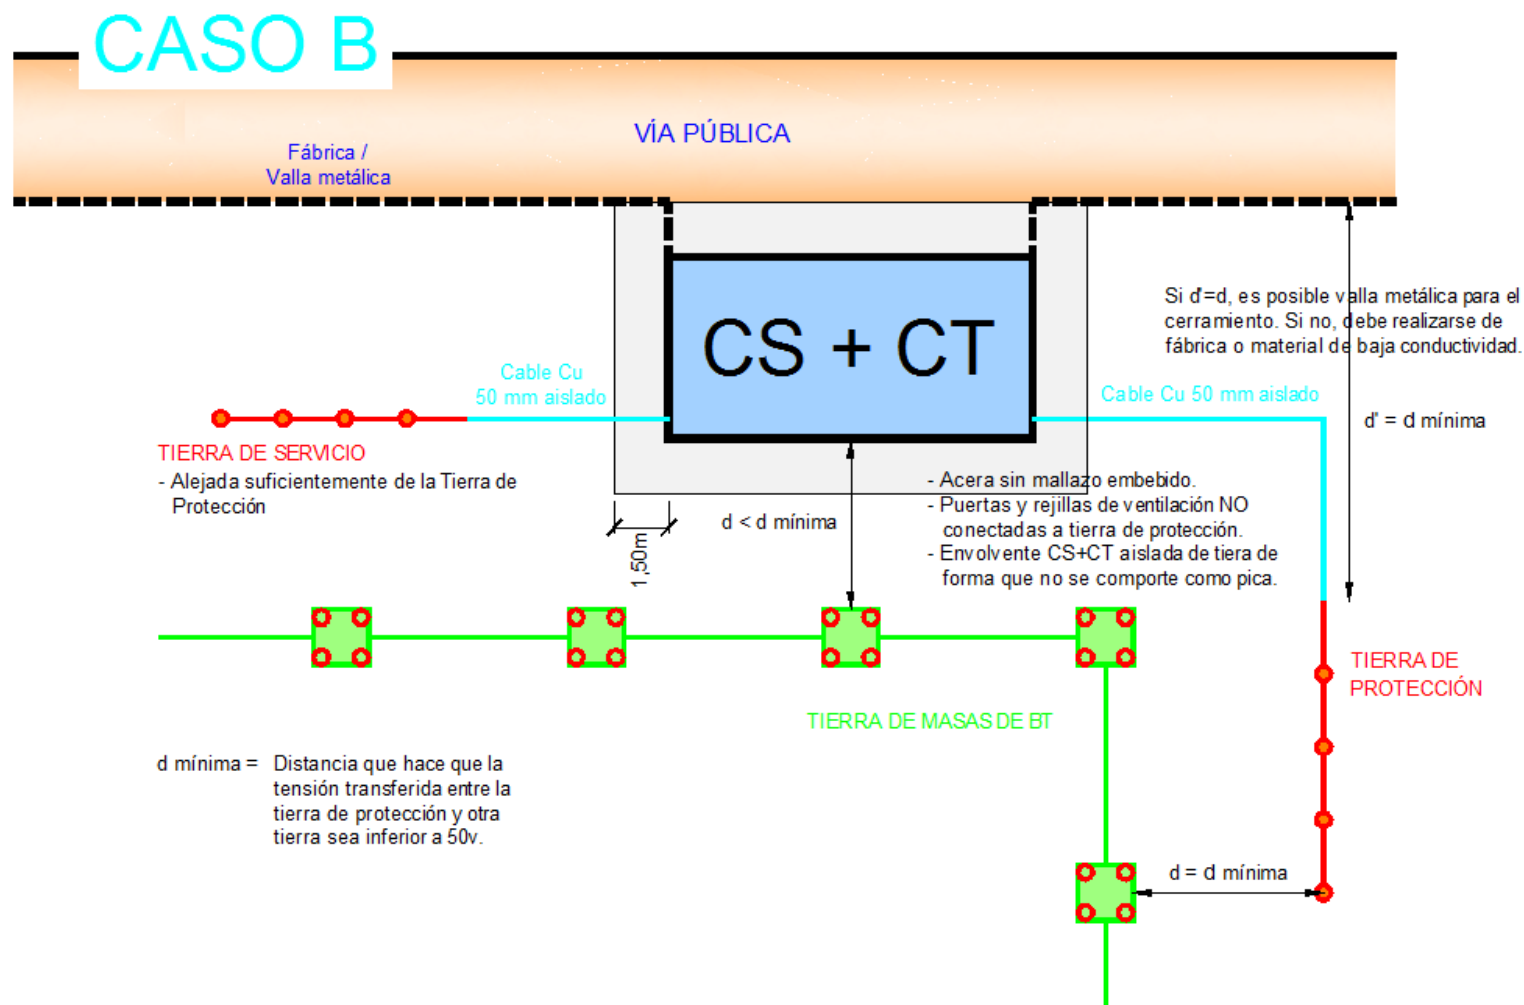 CASO B
VÍA PÚBLICA
Fábrica /
Valla metálica
CS + CT
Si d'=d, es posible valla metálica para el
cerramiento. Si no, debe realizarse de
fábrica o material de baja conductividad.
Cable Cu
50 mm aislado
Cable Cu 50 mm aislado
d' = d mínima
TIERRA DE SERVICIO
- Alejada suficientemente de la Tierra de
Protección
- Acera sin mallazo embebido.
- Puertas y rejillas de ventilación NO
conectadas a tierra de protección.
- Envolvente CS+CT aislada de tiera de
forma que no se comporte como pica.
d < d mínima
1,50m
TIERRA DE
PROTECCIÓN
TIERRA DE MASAS DE BT
d mínima = Distancia que hace que la
tensión transferida entre la
tierra de protección y otra
tierra sea inferior a 50v.
d = d mínima